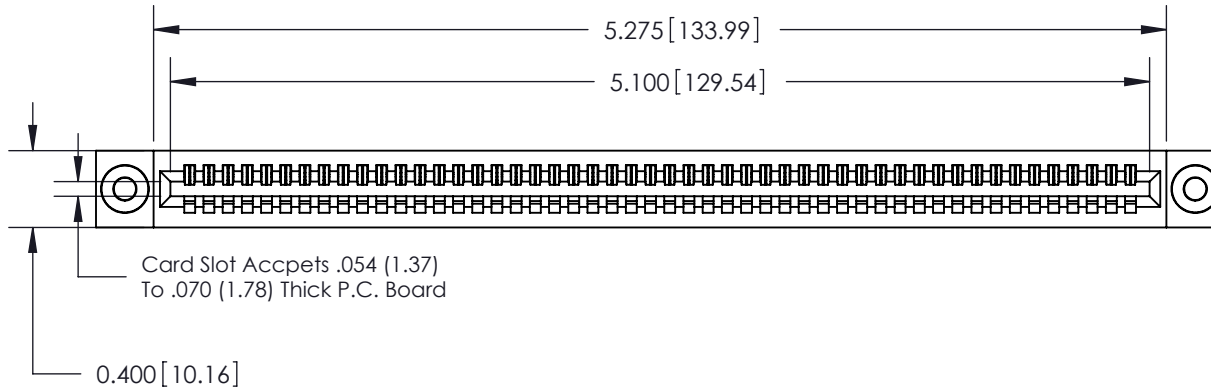 5.275[133.99]
5.100[129.54]
Card Slot Accpets .054 (1.37)
To .070 (1.78) Thick P.C. Board
0.400[10.16]